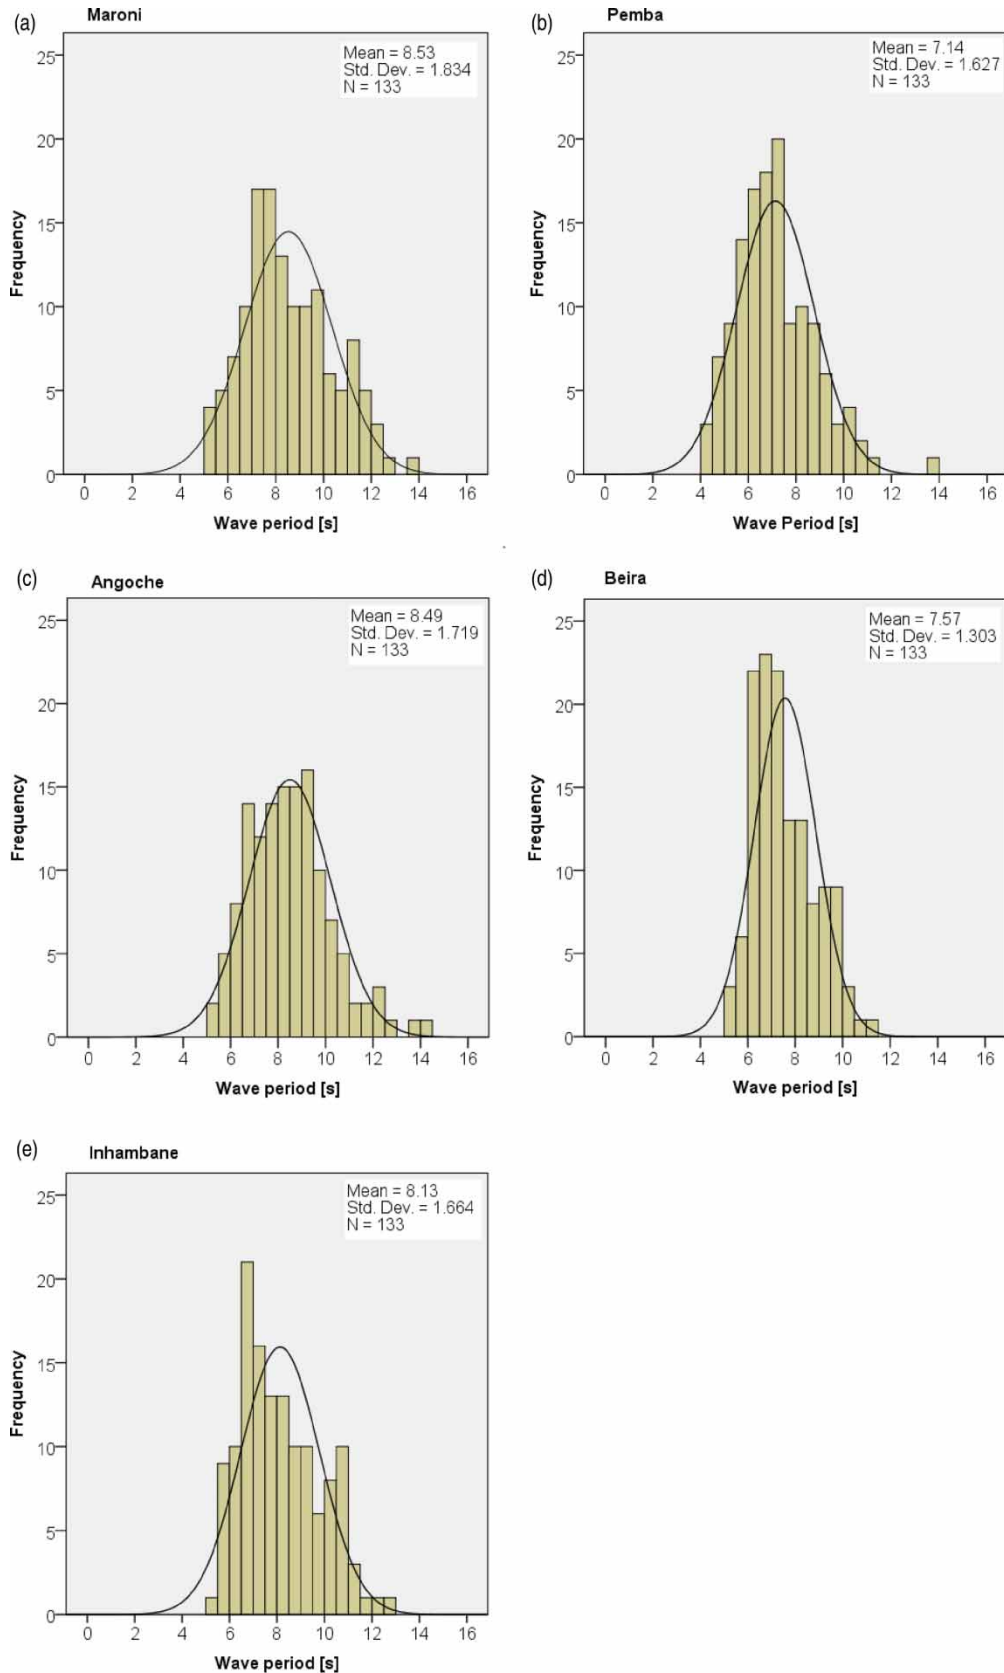 (a) Maroni
Mean = 8.53
Std. Dev. = 1.834
N = 133
25
20
15
10
5
0
Frequency
0 2 4 6 8 10 12 14 16
Wave period [s]
(b) Pemba
Mean = 7.14
Std. Dev. = 1.627
N = 133
25
20
15
10
5
0
Frequency
0 2 4 6 8 10 12 14 16
Wave Period [s]
(c) Angoche
Mean = 8.49
Std. Dev. = 1.719
N = 133
25
20
15
10
5
0
Frequency
0 2 4 6 8 10 12 14 16
Wave period [s]
(d) Beira
Mean = 7.57
Std. Dev. = 1.303
N = 133
25
20
15
10
5
0
Frequency
0 2 4 6 8 10 12 14 16
Wave period [s]
(e) Inhambane
Mean = 8.13
Std. Dev. = 1.664
N = 133
25
20
15
10
5
0
Frequency
0 2 4 6 8 10 12 14 16
Wave period [s]